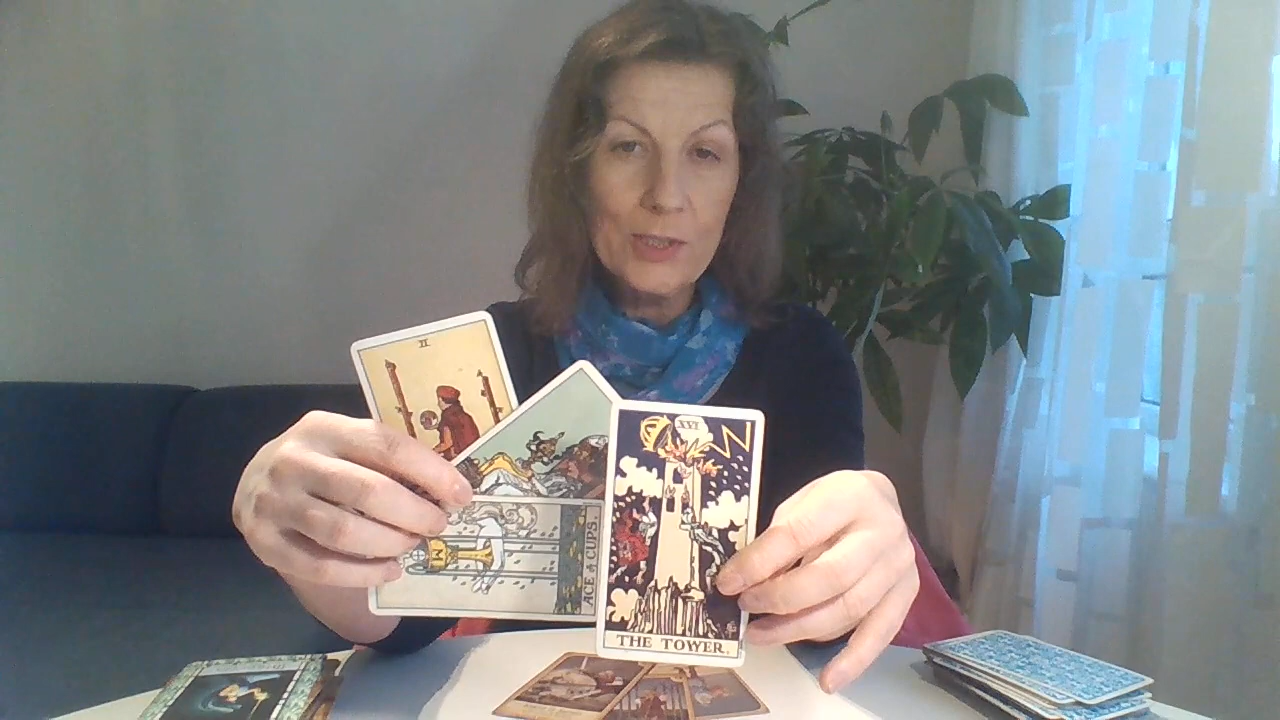 II
XVI
ACE of CUPS.
THE TOWER.